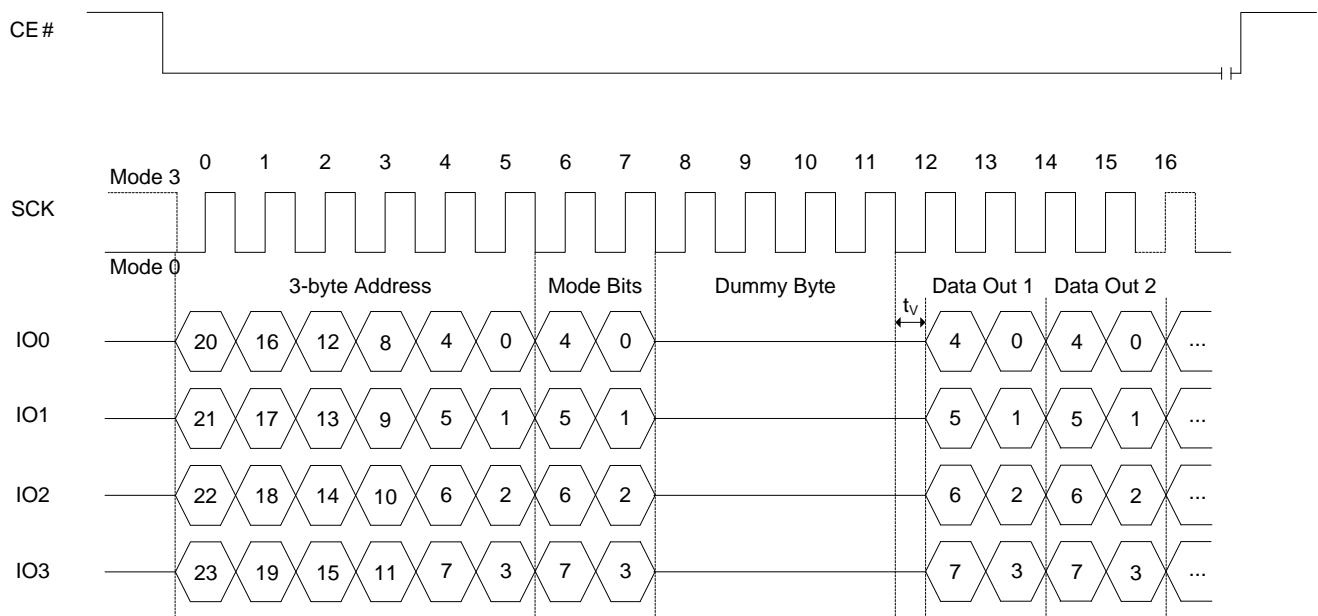 CE #
0 1 2 3 4 5 6 7 8 9 10 11 12 13 14 15 16
Mode 3
SCK
Mode 0
3-byte Address Mode Bits Dummy Byte Data Out 1 Data Out 2
tV
IO0 20 16 12 8 4 0 4 0 4 0 4 0 ...
IO1 21 17 13 9 5 1 5 1 5 1 5 1 ...
IO2 22 18 14 10 6 2 6 2 6 2 6 2 ...
IO3 23 19 15 11 7 3 7 3 7 3 7 3 ...